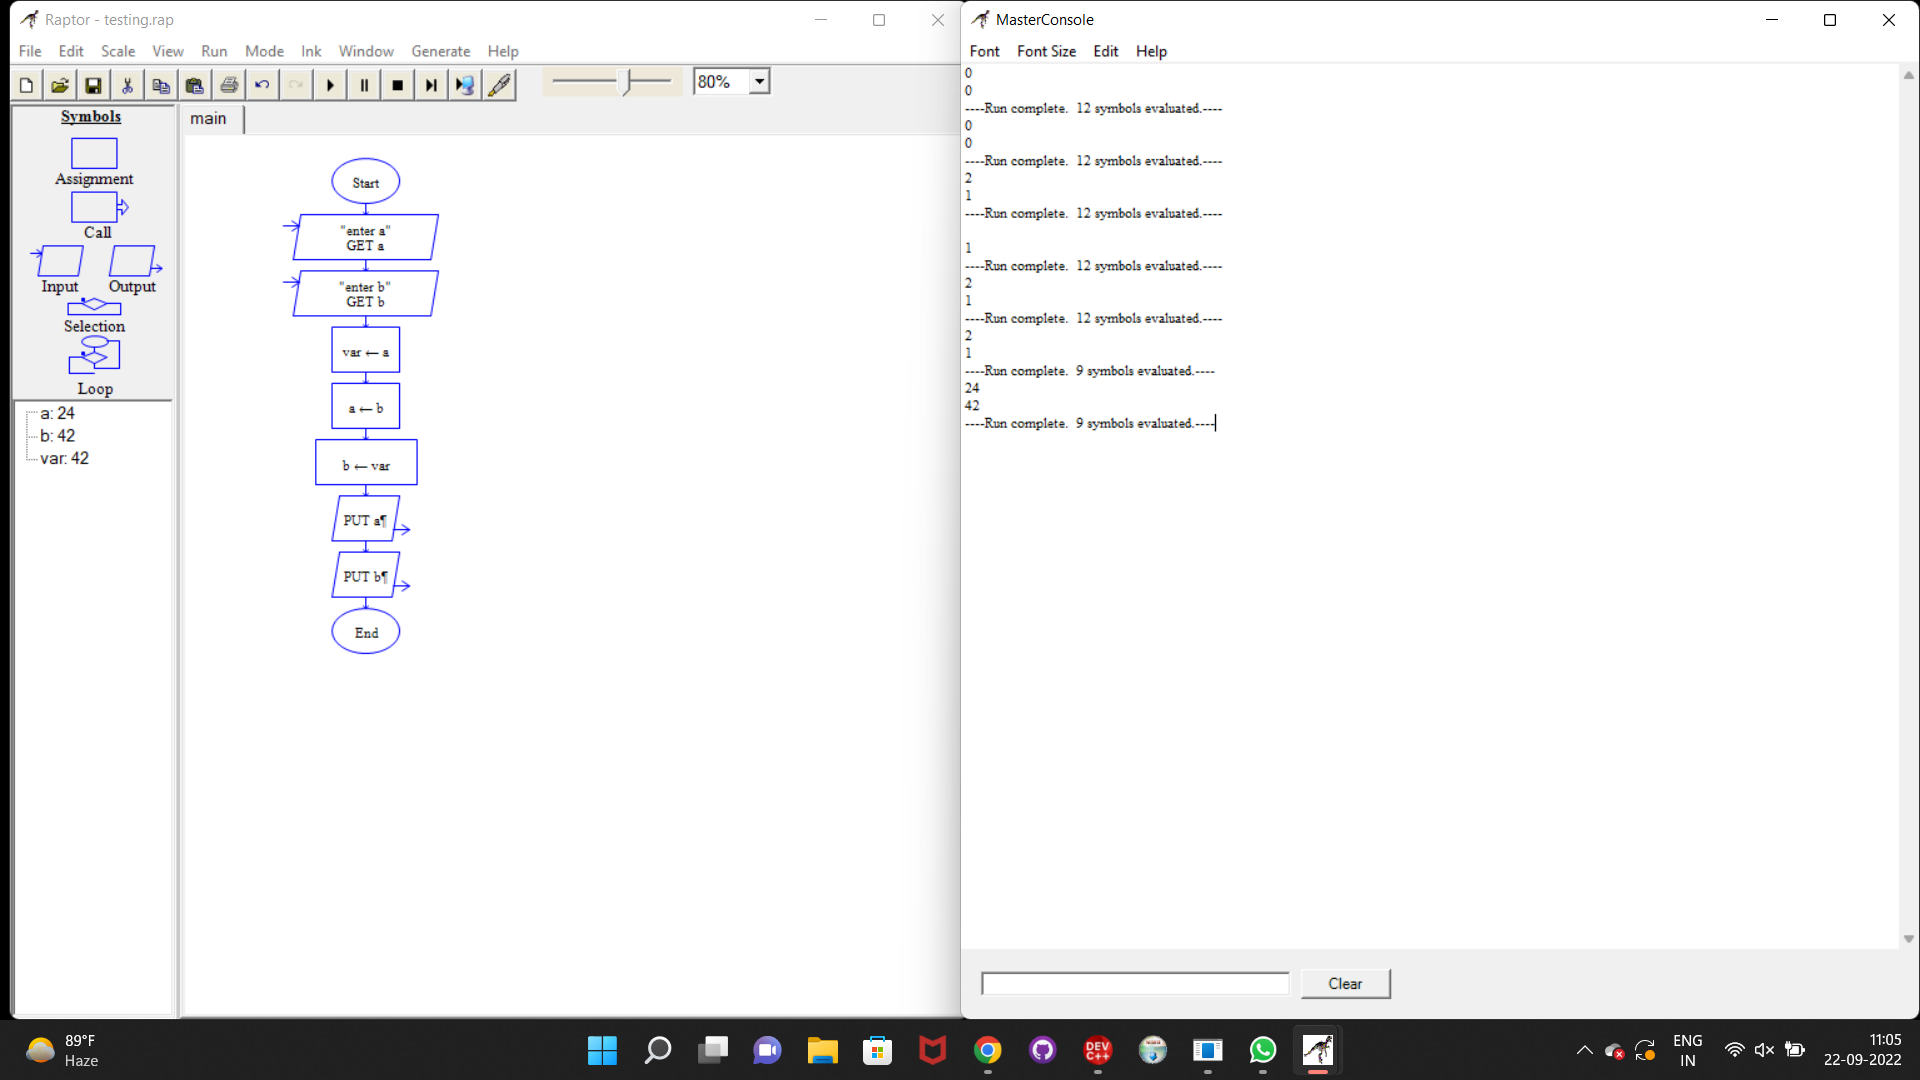 Raptor - testing.rap
File Edit Scale View Run Mode Ink Window Generate Help
80%
Symbols
Assignment
Call
Input Output
Selection
Loop
a: 24
b: 42
var: 42
main
Start
"enter a"
GET a
"enter b"
GET b
var ← a
a ← b
b ← var
PUT a¶
PUT b¶
End
MasterConsole
Font Font Size Edit Help
0
0
----Run complete.  12 symbols evaluated.----
0
0
----Run complete.  12 symbols evaluated.----
2
1
----Run complete.  12 symbols evaluated.----
1
----Run complete.  12 symbols evaluated.----
2
1
----Run complete.  12 symbols evaluated.----
2
1
----Run complete.  9 symbols evaluated.----
24
42
----Run complete.  9 symbols evaluated.----
Clear
89°F
Haze
DEV
C++
ENG
IN
11:05
22-09-2022